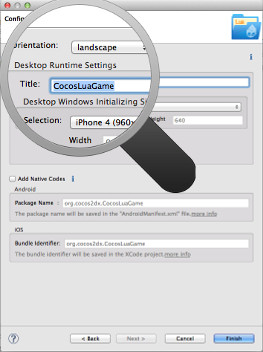 Config
Orientation: landscape
Desktop Runtime Settings
Title: CocosLuaGame
Desktop Windows Initializing S
Selection: iPhone 4 (960x
Width
eight 640
Add Native Codes
Android
Package Name : org.cocos2dx.CocosLuaGame
The package name will be saved in the "AndroidManifest.xml" file.more info
iOS
Bundle Identifier: org.cocos2dx.CocosLuaGame
The bundle identifier will be saved in the XCode project.more info
? < Back Next > Cancel Finish